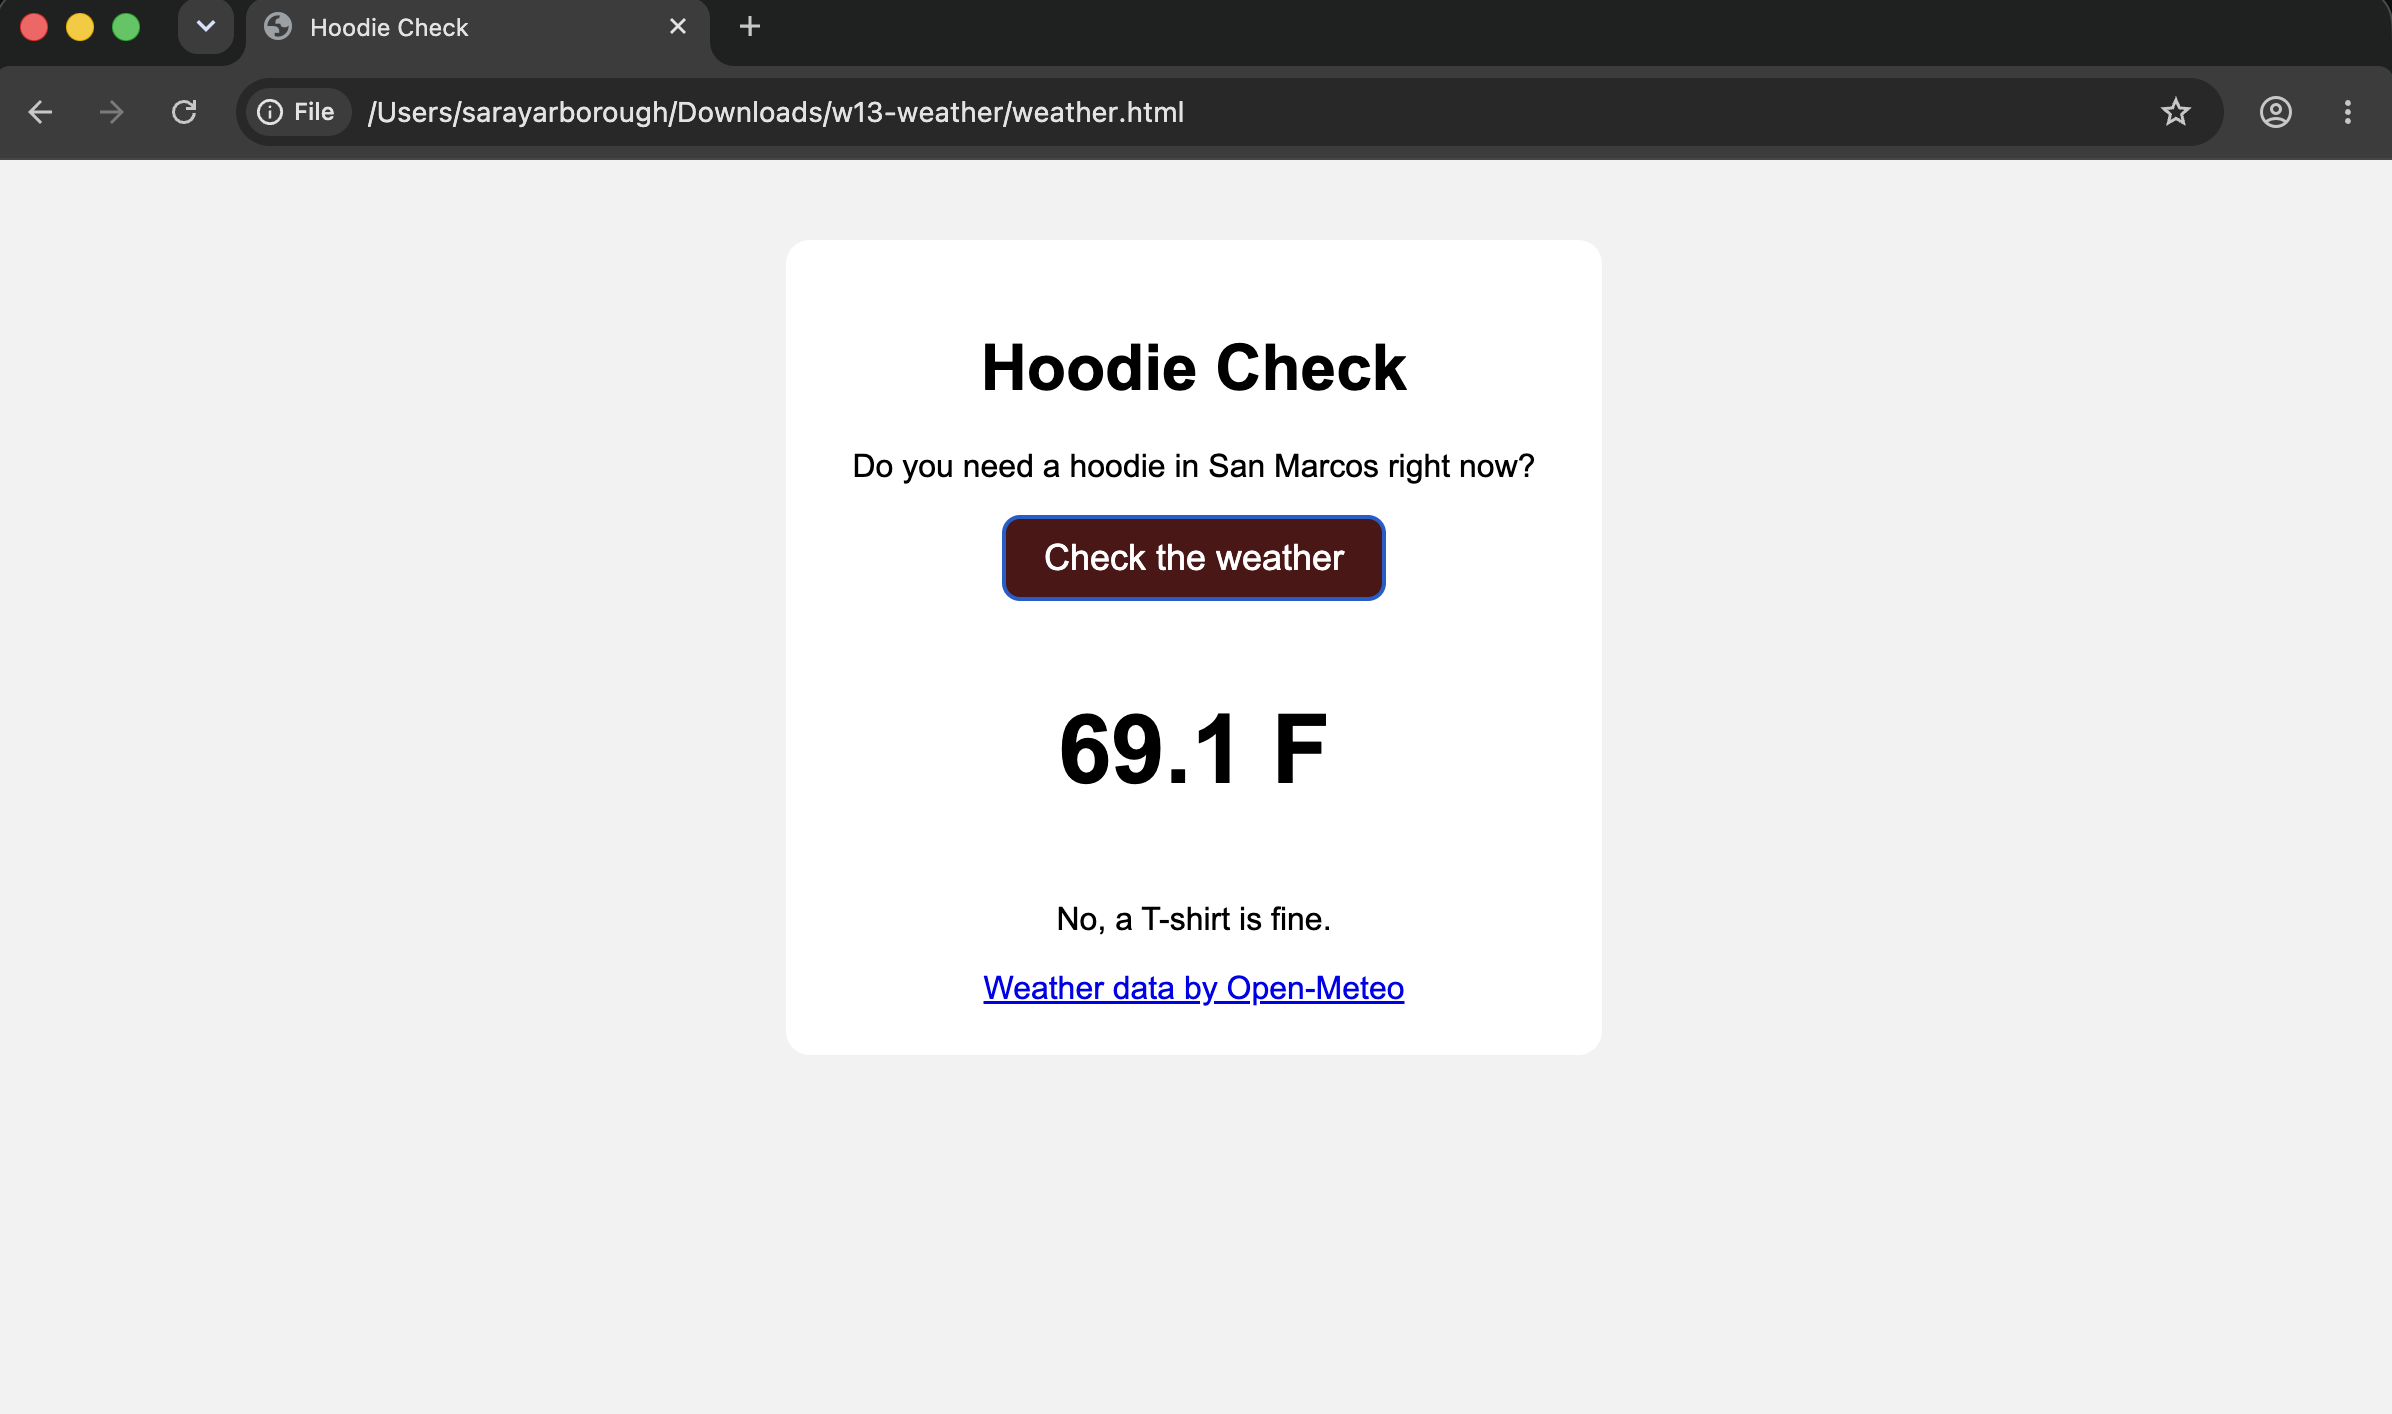 Hoodie Check
File /Users/sarayarborough/Downloads/w13-weather/weather.html
Hoodie Check
Do you need a hoodie in San Marcos right now?
Check the weather
69.1 F
No, a T-shirt is fine.
Weather data by Open-Meteo